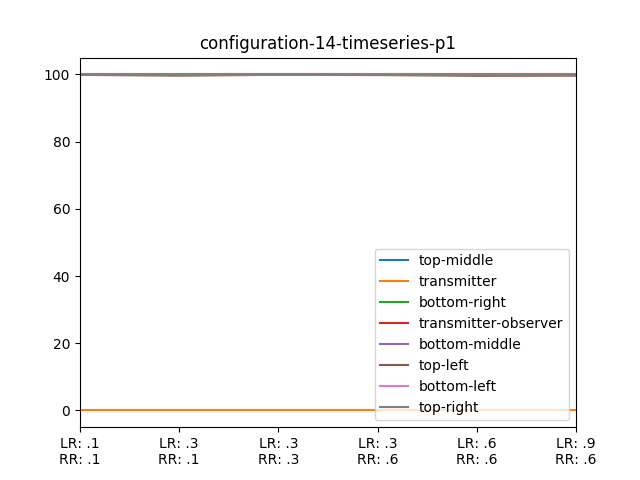 configuration-14-timeseries-p1
100
80
60
40
20
0
top-middle
transmitter
bottom-right
transmitter-observer
bottom-middle
top-left
bottom-left
top-right
LR: .1 LR: .3 LR: .3 LR: .3 LR: .6 LR: .9
RR: .1 RR: .1 RR: .3 RR: .6 RR: .6 RR: .6